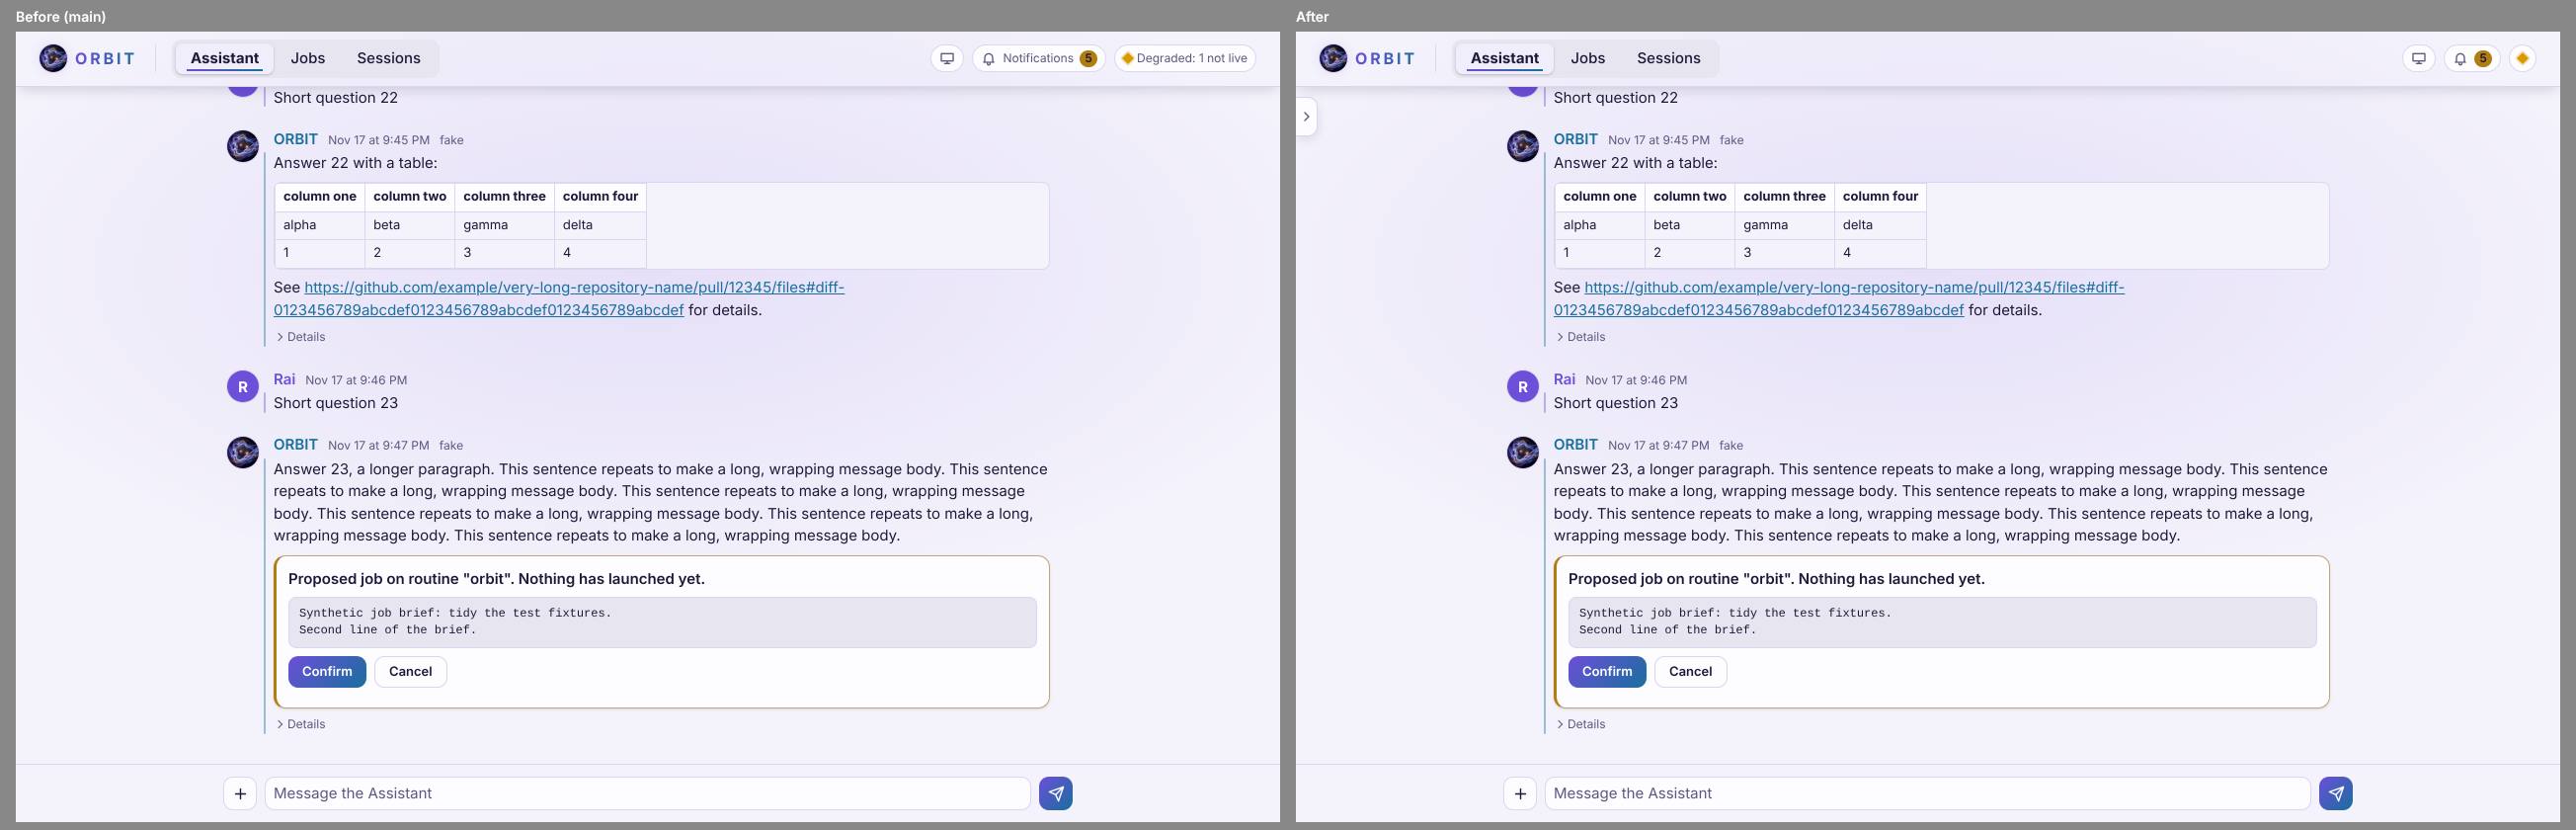 Before (main)
ORBIT
Assistant
Jobs
Sessions
Notifications 5
Degraded: 1 not live
Short question 22
ORBIT Nov 17 at 9:45 PM fake
Answer 22 with a table:
column one column two column three column four
alpha beta gamma delta
1 2 3 4
See https://github.com/example/very-long-repository-name/pull/12345/files#diff-
0123456789abcdef0123456789abcdef0123456789abcdef for details.
Details
R
Rai Nov 17 at 9:46 PM
Short question 23
ORBIT Nov 17 at 9:47 PM fake
Answer 23, a longer paragraph. This sentence repeats to make a long, wrapping message body. This sentence
repeats to make a long, wrapping message body. This sentence repeats to make a long, wrapping message
body. This sentence repeats to make a long, wrapping message body. This sentence repeats to make a long,
wrapping message body. This sentence repeats to make a long, wrapping message body.
Proposed job on routine "orbit". Nothing has launched yet.
Synthetic job brief: tidy the test fixtures.
Second line of the brief.
Confirm
Cancel
Details
Message the Assistant
After
ORBIT
Assistant
Jobs
Sessions
5
Short question 22
ORBIT Nov 17 at 9:45 PM fake
Answer 22 with a table:
column one column two column three column four
alpha beta gamma delta
1 2 3 4
See https://github.com/example/very-long-repository-name/pull/12345/files#diff-
0123456789abcdef0123456789abcdef0123456789abcdef for details.
Details
R
Rai Nov 17 at 9:46 PM
Short question 23
ORBIT Nov 17 at 9:47 PM fake
Answer 23, a longer paragraph. This sentence repeats to make a long, wrapping message body. This sentence
repeats to make a long, wrapping message body. This sentence repeats to make a long, wrapping message
body. This sentence repeats to make a long, wrapping message body. This sentence repeats to make a long,
wrapping message body. This sentence repeats to make a long, wrapping message body.
Proposed job on routine "orbit". Nothing has launched yet.
Synthetic job brief: tidy the test fixtures.
Second line of the brief.
Confirm
Cancel
Details
Message the Assistant